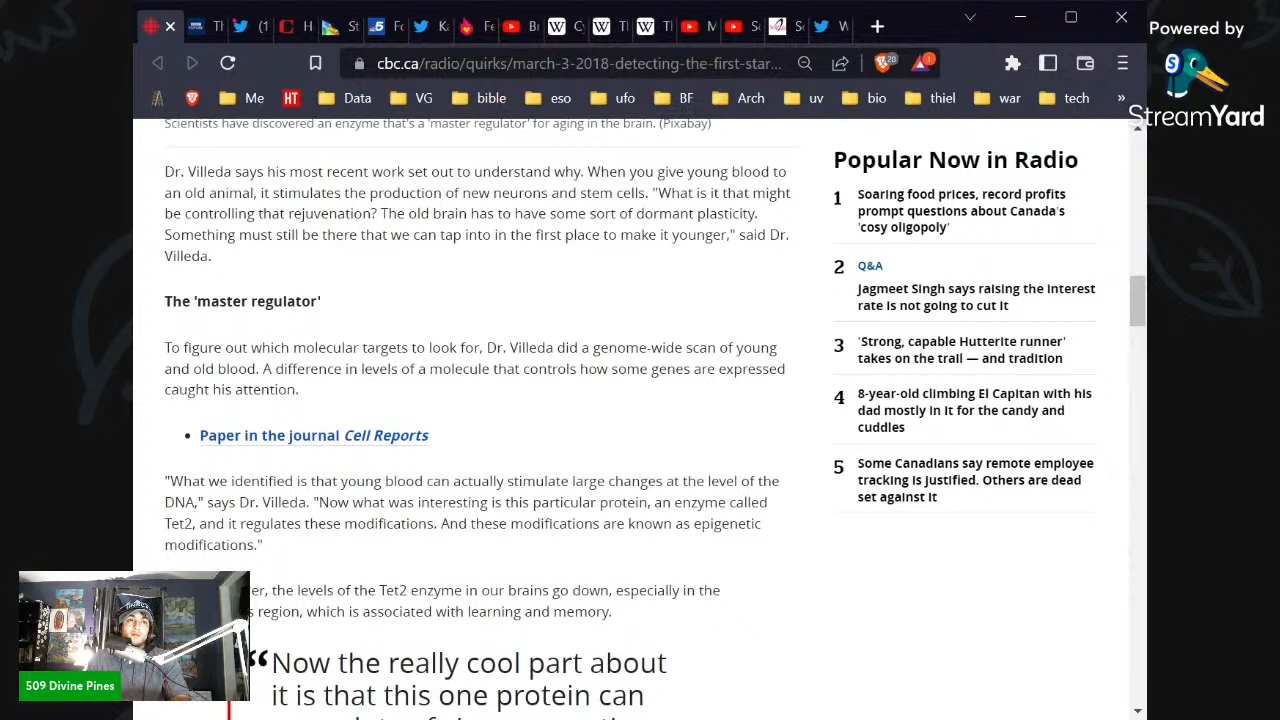 Tl
(1
H
St
5
Fo
K
Fe
B
W
C
W
Tl
W
Tl
M
S
S
W
cbc.ca/radio/quirks/march-3-2018-detecting-the-first-star...
20
1
Me
HT
Data
VG
bible
eso
ufo
BF
Arch
uv
bio
thiel
war
tech
»
Powered by
S
StreamYard
Scientists have discovered an enzyme that's a 'master regulator' for aging in the brain. (Pixabay)
Dr. Villeda says his most recent work set out to understand why. When you give young blood to
an old animal, it stimulates the production of new neurons and stem cells. "What is it that might
be controlling that rejuvenation? The old brain has to have some sort of dormant plasticity.
Something must still be there that we can tap into in the first place to make it younger," said Dr.
Villeda.
The 'master regulator'
To figure out which molecular targets to look for, Dr. Villeda did a genome-wide scan of young
and old blood. A difference in levels of a molecule that controls how some genes are expressed
caught his attention.
• Paper in the journal Cell Reports
"What we identified is that young blood can actually stimulate large changes at the level of the
DNA," says Dr. Villeda. "Now what was interesting is this particular protein, an enzyme called
Tet2, and it regulates these modifications. And these modifications are known as epigenetic
modifications."
er, the levels of the Tet2 enzyme in our brains go down, especially in the
s region, which is associated with learning and memory.
“Now the really cool part about
it is that this one protein can
Popular Now in Radio
1
Soaring food prices, record profits
prompt questions about Canada's
'cosy oligopoly'
2
Q&A
Jagmeet Singh says raising the interest
rate is not going to cut it
3
'Strong, capable Hutterite runner'
takes on the trail — and tradition
4
8-year-old climbing El Capitan with his
dad mostly in it for the candy and
cuddles
5
Some Canadians say remote employee
tracking is justified. Others are dead
set against it
509 Divine Pines